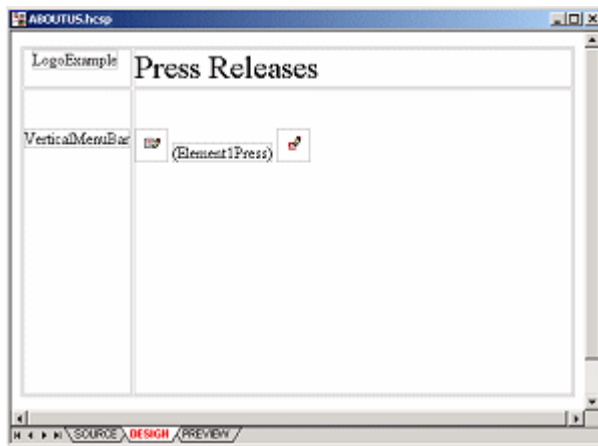 ABOUTUS.hcsp
LogoExample
Press Releases
VerticalMenuBar
(Element1Press)
SOURCE DESIGN PREVIEW